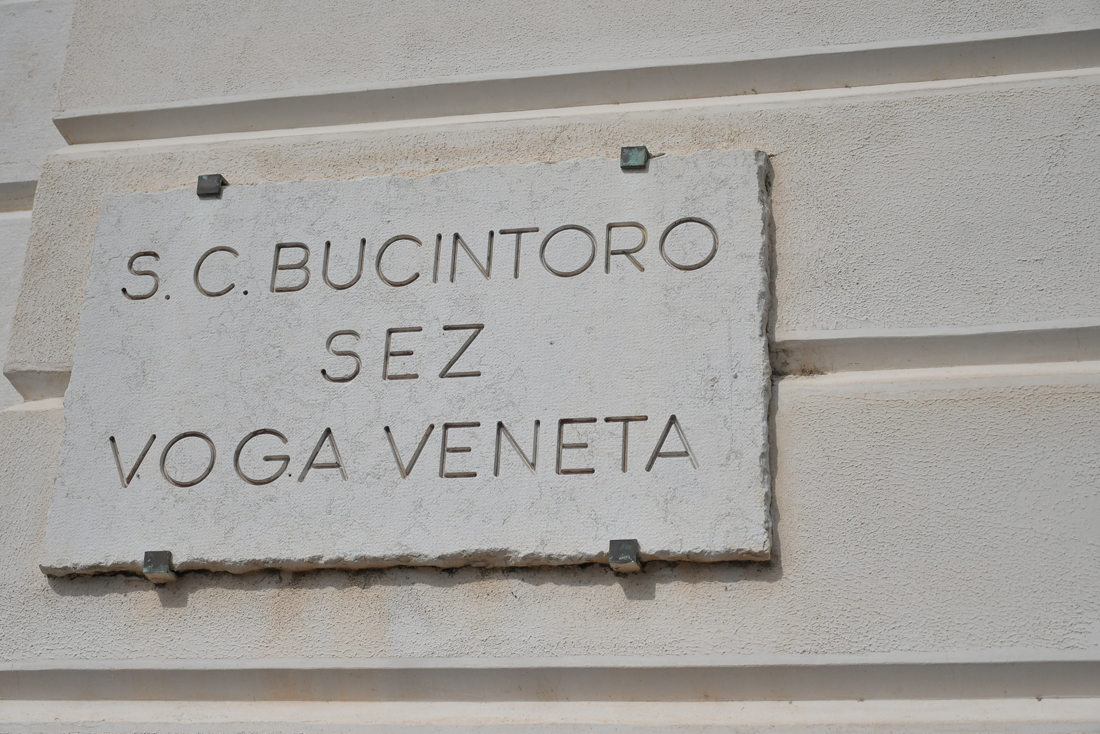 S. C. BUCINTORO
SEZ
VOGA VENETA